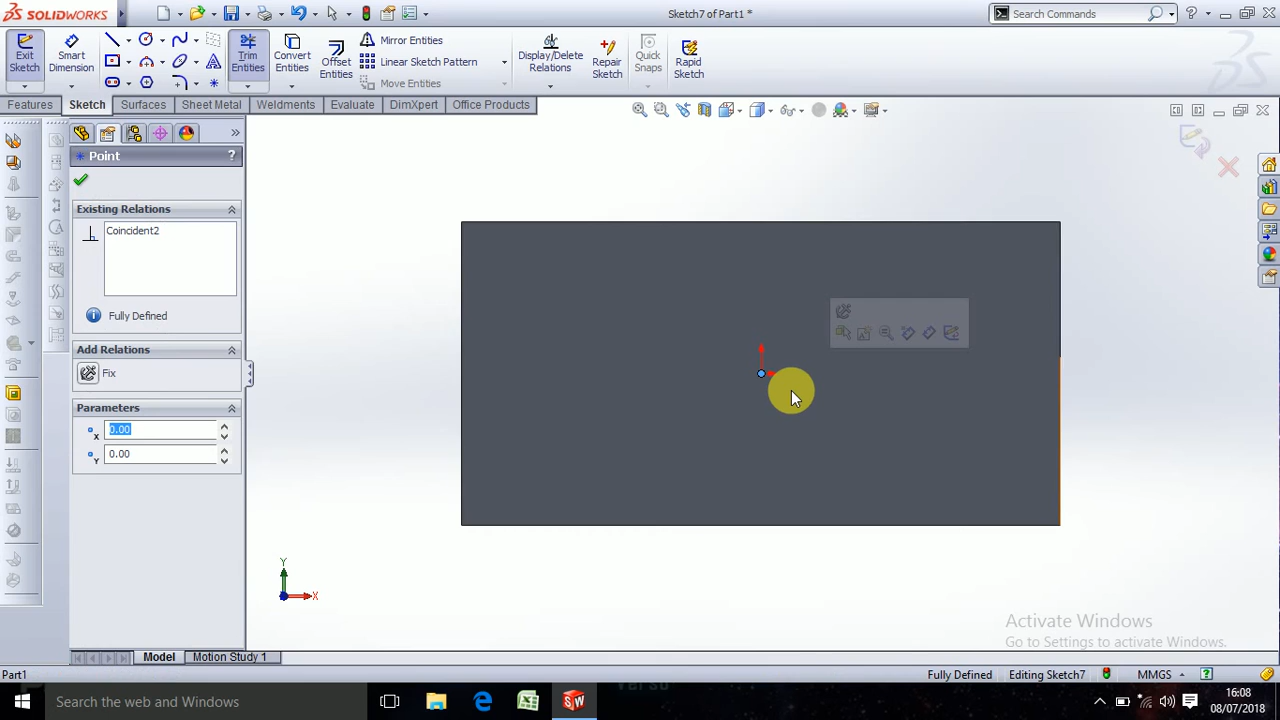 SOLIDWORKS
Sketch7 of Part1 *
Search Commands
Exit Sketch
Smart Dimension
Trim Entities
Convert Entities
Offset Entities
Mirror Entities
Linear Sketch Pattern
Move Entities
Display/Delete Relations
Repair Sketch
Quick Snaps
Rapid Sketch
Features
Sketch
Surfaces
Sheet Metal
Weldments
Evaluate
DimXpert
Office Products
Point
?
Existing Relations
Coincident2
Fully Defined
Add Relations
Fix
Parameters
X 0.00
Y 0.00
Y
X
Activate Windows
Go to Settings to activate Windows.
Model
Motion Study 1
Part1
Fully Defined
Editing Sketch7
MMGS
?
Search the web and Windows
16:08
08/07/2018